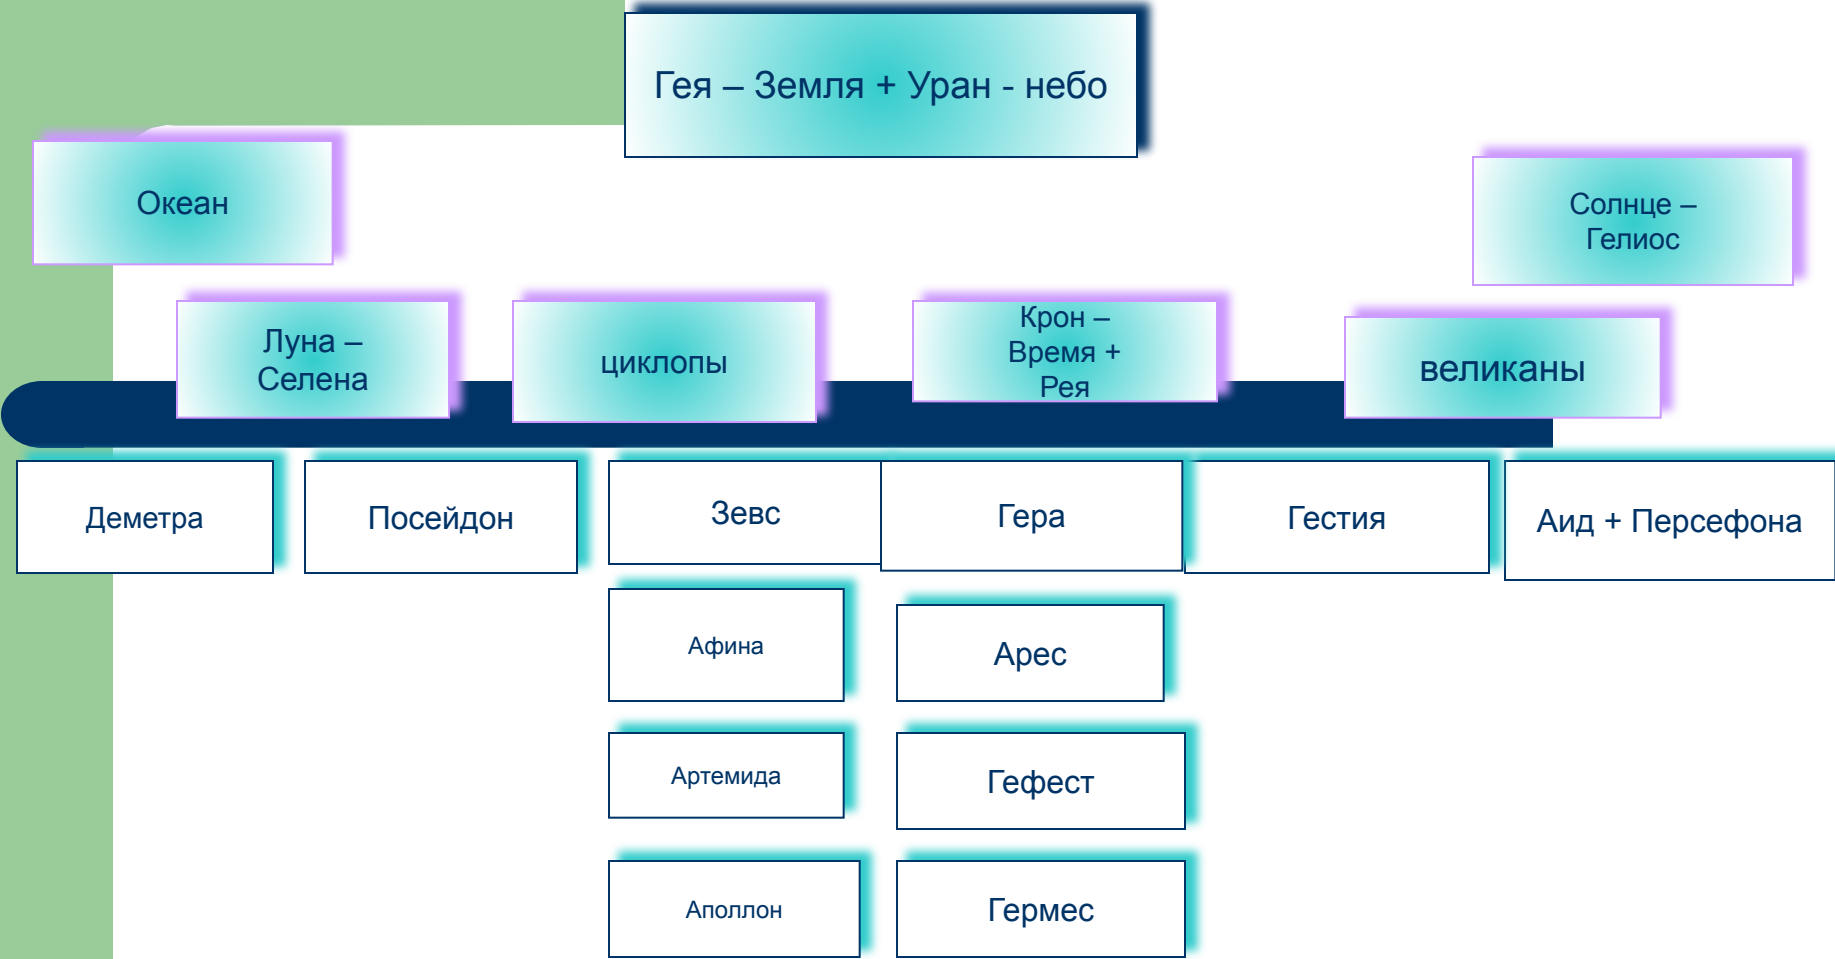 Гея – Земля + Уран - небо
Океан
Солнце –
Гелиос
Луна –
Селена
циклопы
Крон –
Время +
Рея
великаны
Деметра
Посейдон
Зевс
Гера
Гестия
Аид + Персефона
Афина
Арес
Артемида
Гефест
Аполлон
Гермес